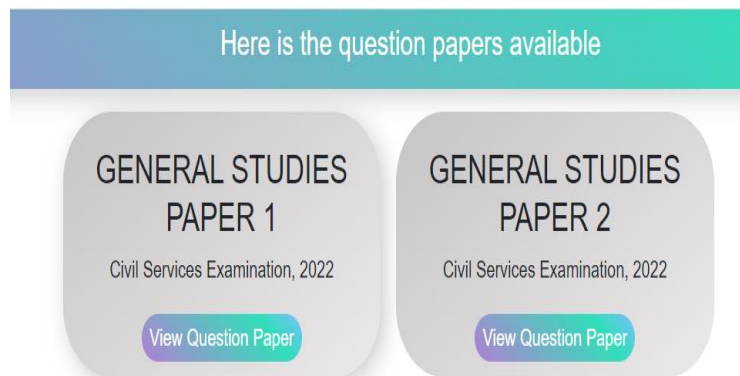 Here is the question papers available
GENERAL STUDIES
PAPER 1
Civil Services Examination, 2022
View Question Paper
GENERAL STUDIES
PAPER 2
Civil Services Examination, 2022
View Question Paper